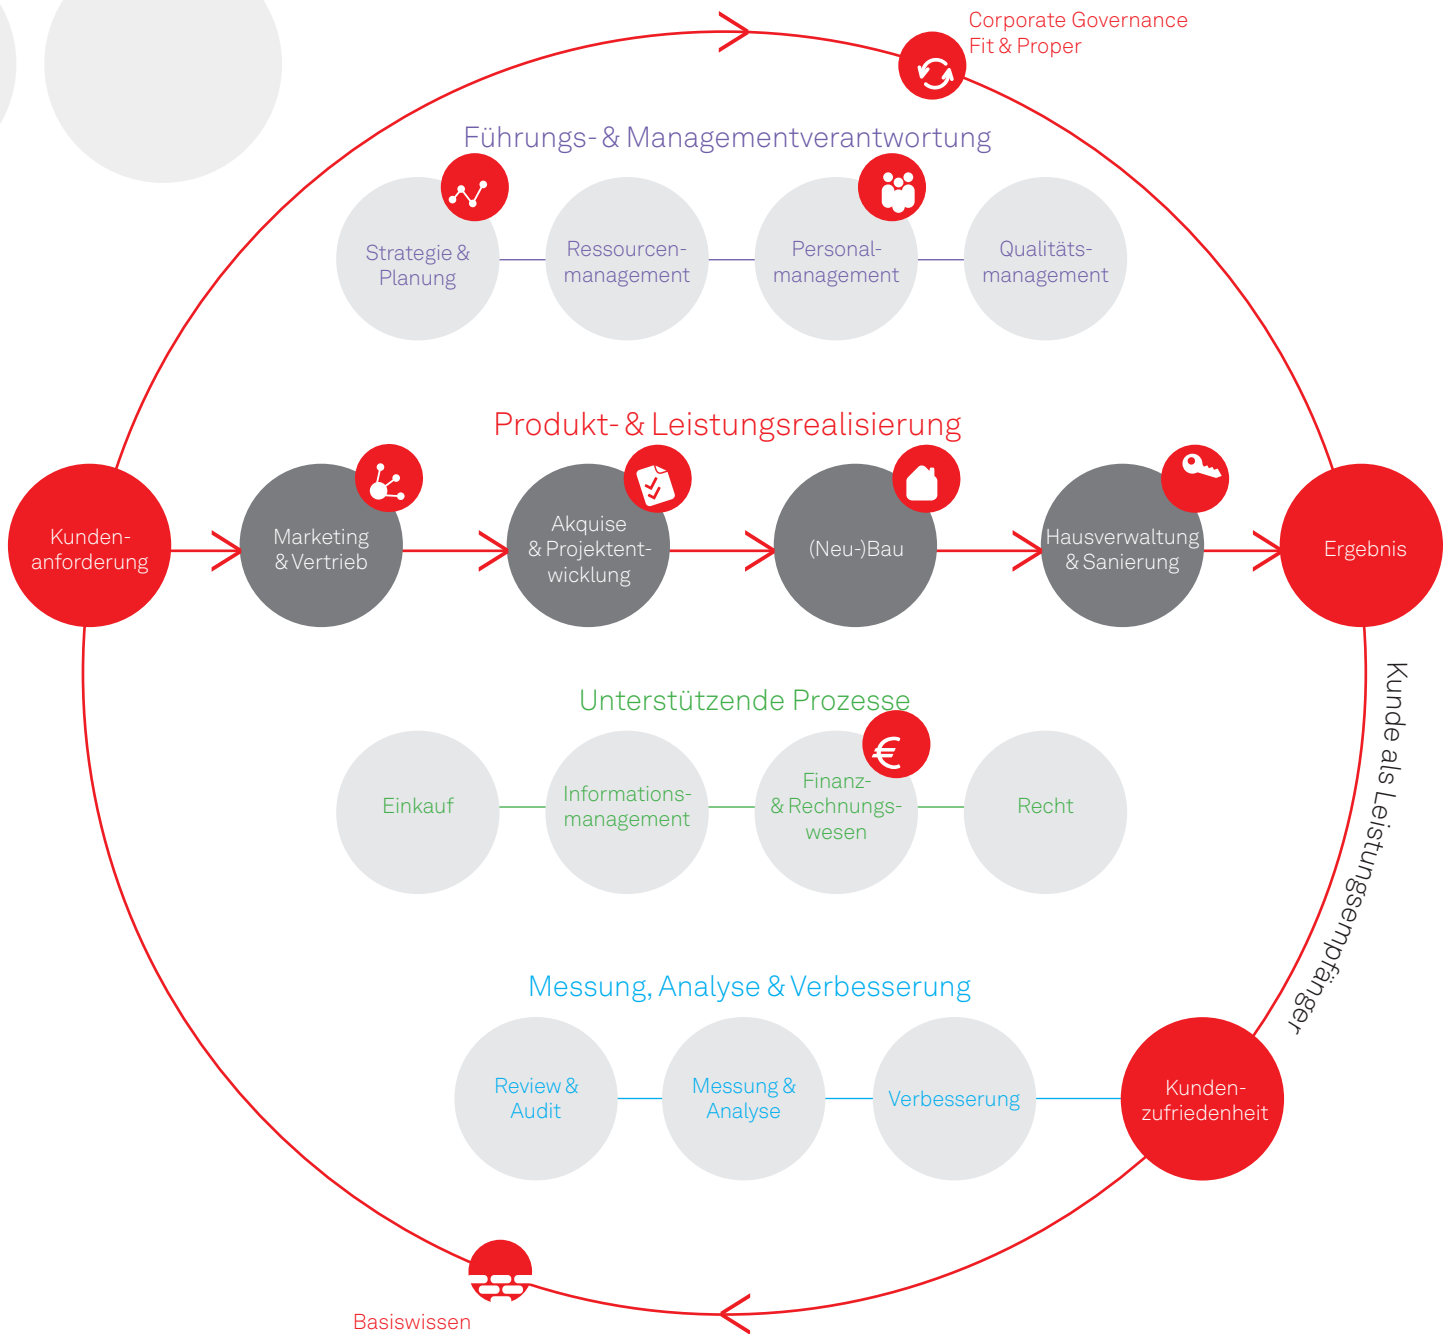 Corporate Governance
Fit & Proper
Führungs- & Managementverantwortung
Strategie &
Planung
Ressourcen-
management
Personal-
management
Qualitäts-
management
Produkt- & Leistungsrealisierung
Kunden-
anforderung
Marketing
& Vertrieb
Akquise
& Projektent-
wicklung
(Neu-)Bau
Hausverwaltung
& Sanierung
Ergebnis
Kunde als Leistungsempfänger
Unterstützende Prozesse
Einkauf
Informations-
management
€
Finanz-
& Rechnungs-
wesen
Recht
Messung, Analyse & Verbesserung
Review &
Audit
Messung &
Analyse
Verbesserung
Kunden-
zufriedenheit
Basiswissen